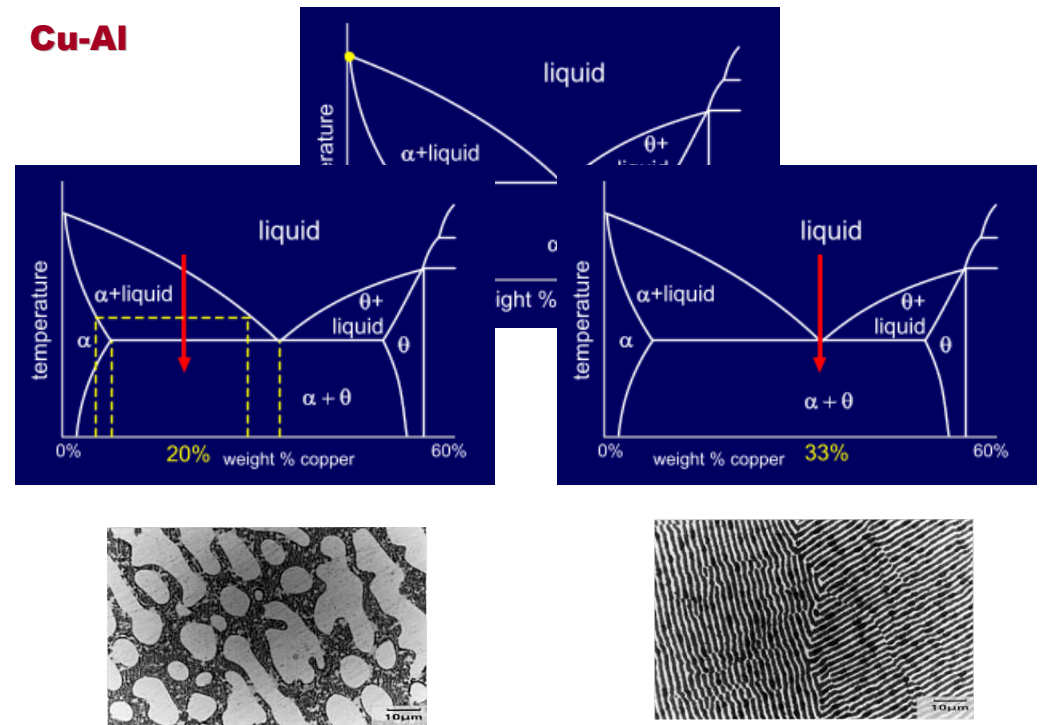 Cu-Al
liquid
α+liquid
θ+
erature
α
ight %
liquid
α+liquid
θ+
liquid
α
θ
α + θ
temperature
0%
20%
weight % copper
60%
liquid
α+liquid
θ+
liquid
α
θ
α + θ
temperature
0%
weight % copper
33%
60%
10μm
10μm